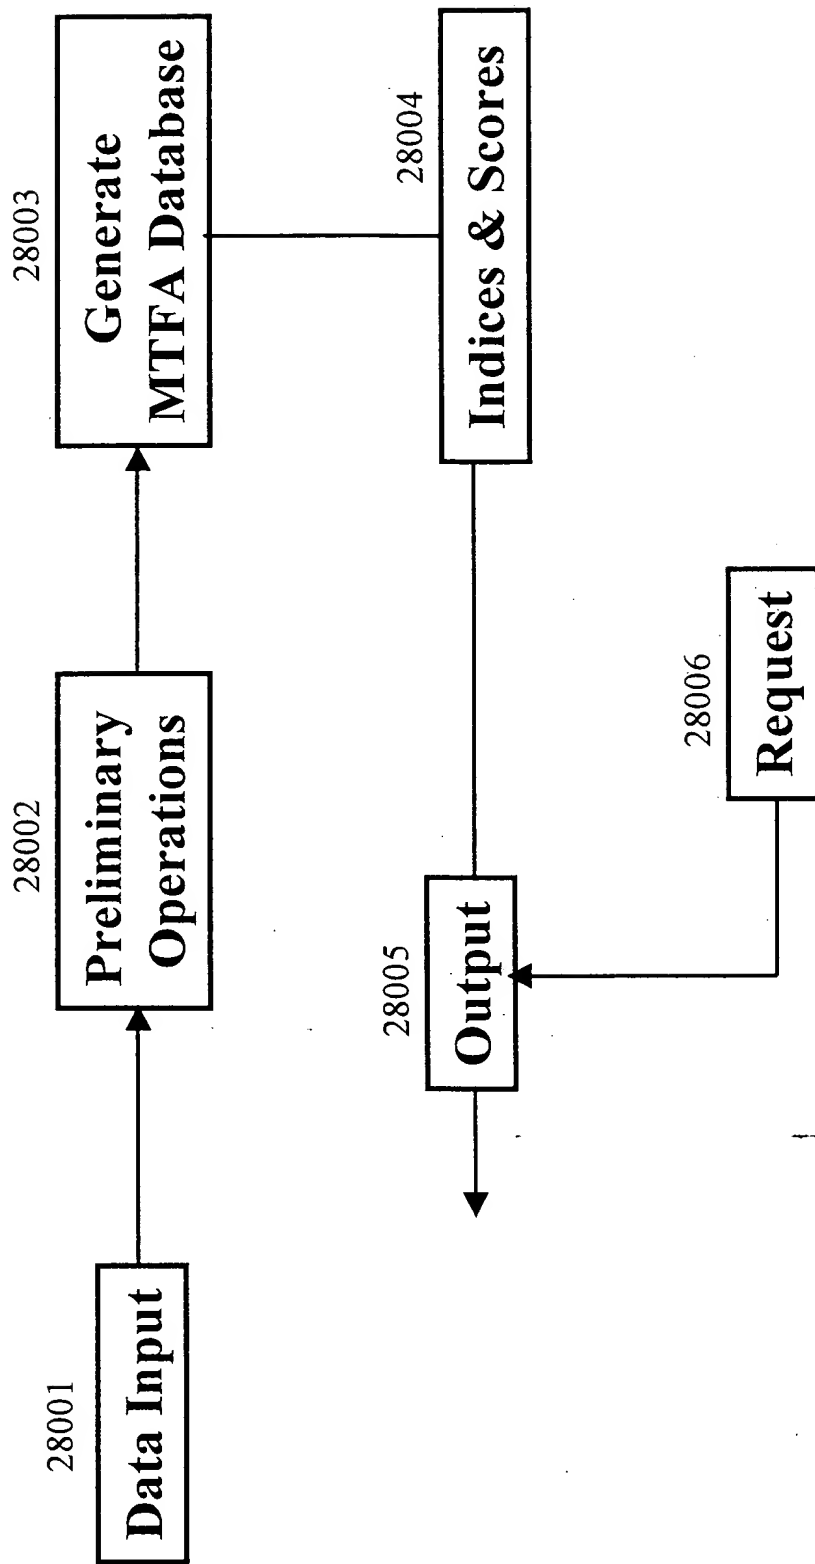 28001
Data Input
28002
Preliminary
Operations
28003
Generate
MTFA Database
28004
Indices & Scores
28005
Output
28006
Request